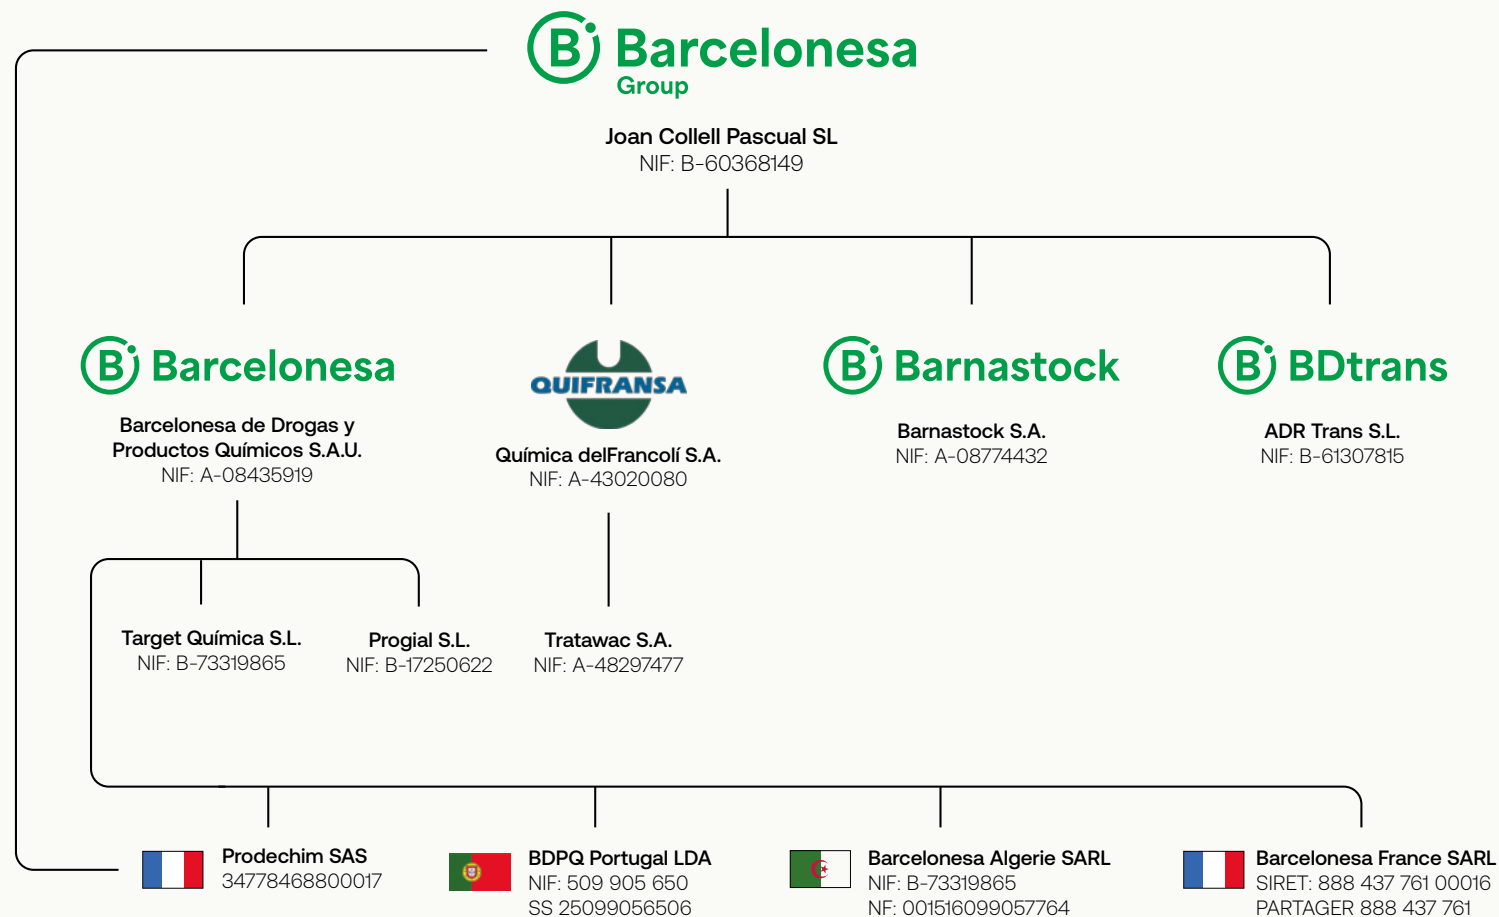 B Barcelonesa
Group
Joan Collell Pascual SL
NIF: B-60368149
B Barcelonesa
Barcelonesa de Drogas y
Productos Químicos S.A.U.
NIF: A-08435919
QUIFRANSA
Química delFrancolí S.A.
NIF: A-43020080
B Barnastock
Barnastock S.A.
NIF: A-08774432
B BDtrans
ADR Trans S.L.
NIF: B-61307815
Target Química S.L.
NIF: B-73319865
Progial S.L.
NIF: B-17250622
Tratawac S.A.
NIF: A-48297477
Prodechim SAS
34778468800017
BDPQ Portugal LDA
NIF: 509 905 650
SS 25099056506
Barcelonesa Algerie SARL
NIF: B-73319865
NF: 001516099057764
Barcelonesa France SARL
SIRET: 888 437 761 00016
PARTAGER 888 437 761